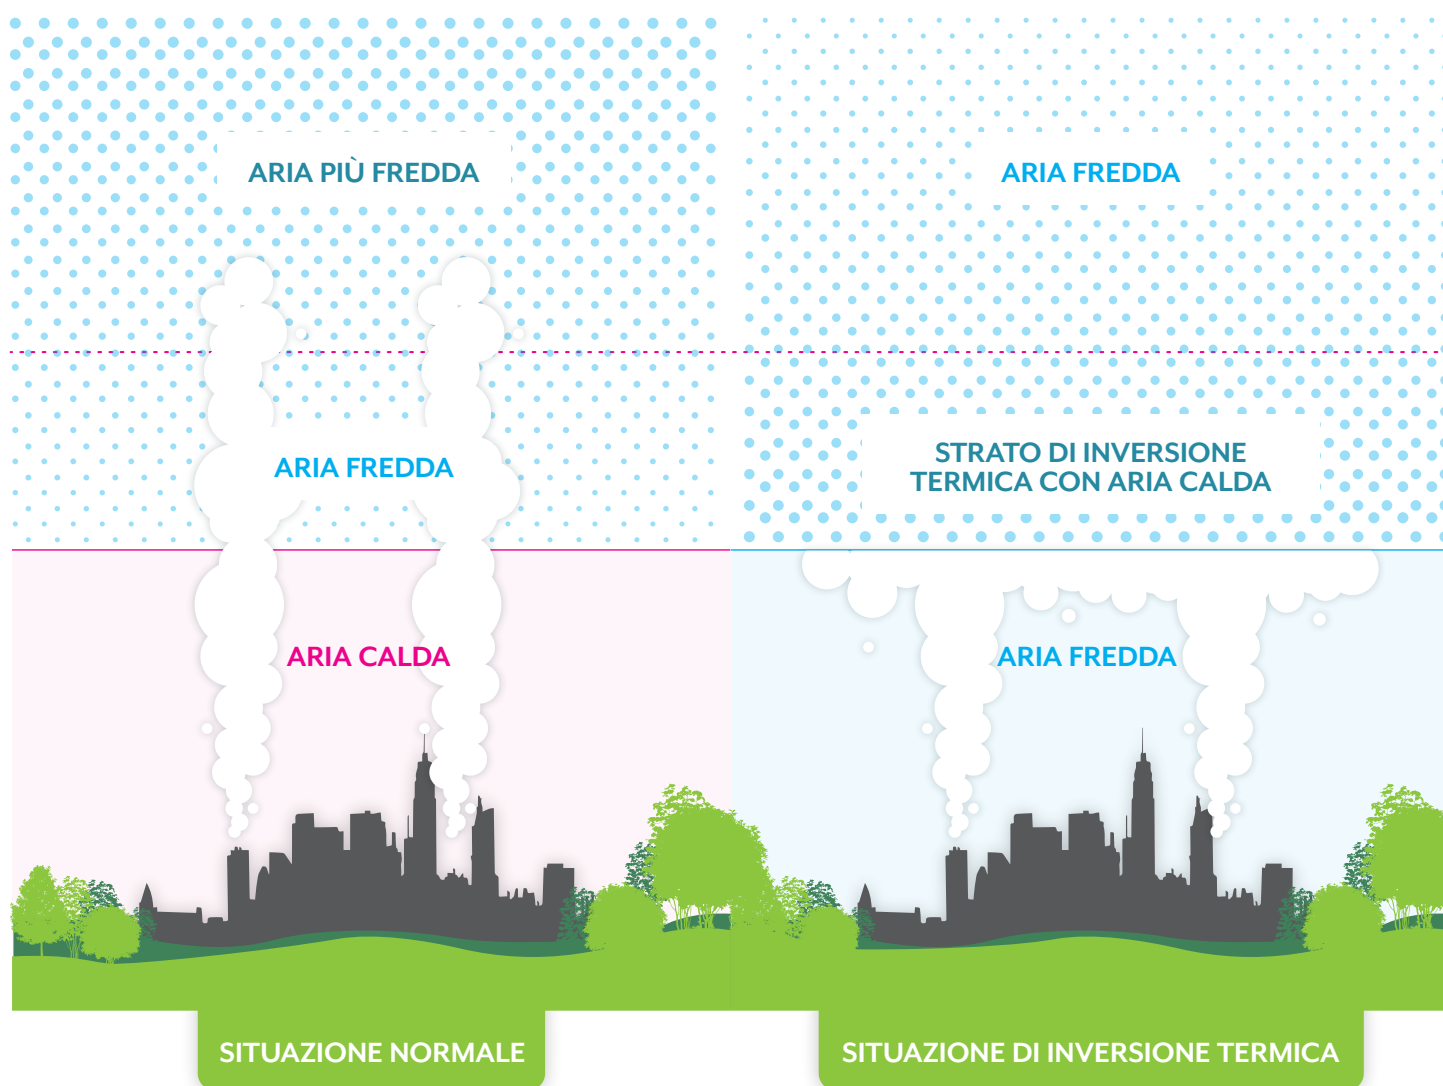 ARIA PIÙ FREDDA
ARIA FREDDA
ARIA CALDA
SITUAZIONE NORMALE
ARIA FREDDA
STRATO DI INVERSIONE
TERMICA CON ARIA CALDA
ARIA FREDDA
SITUAZIONE DI INVERSIONE TERMICA